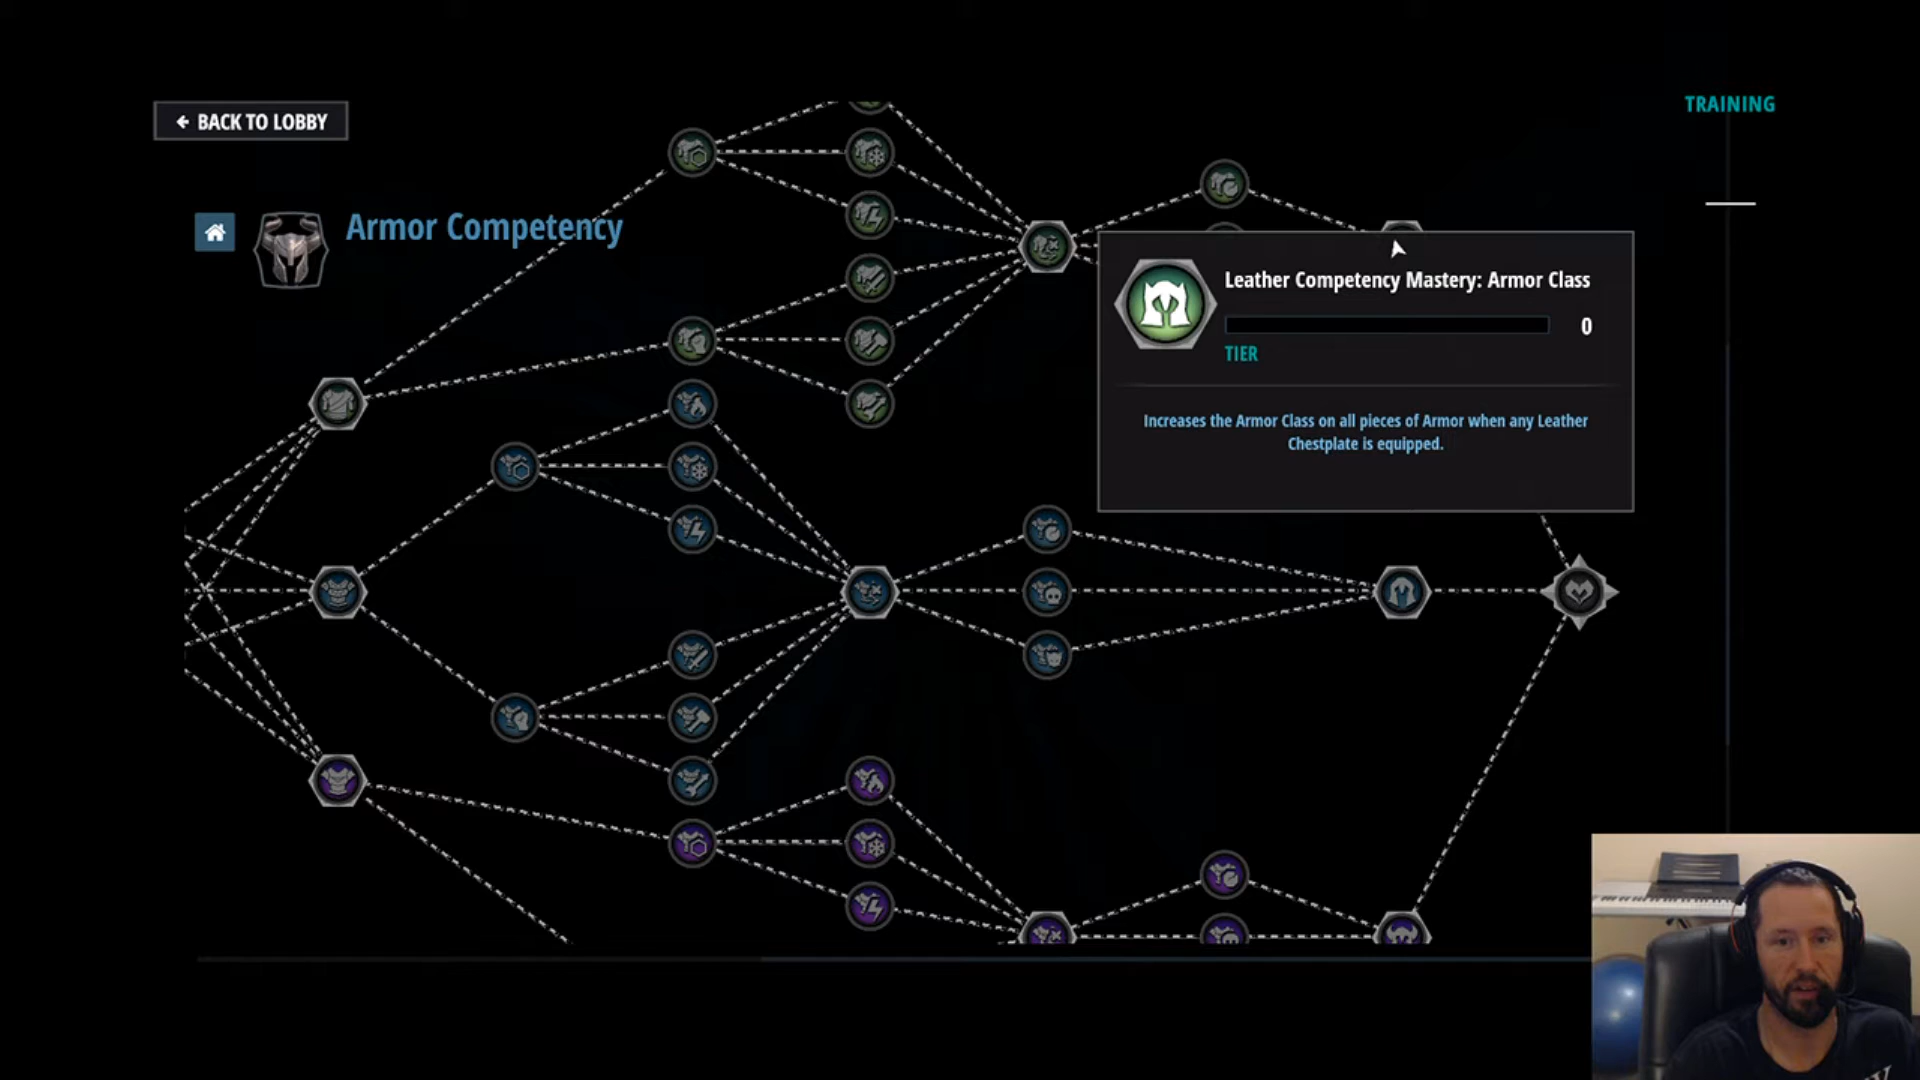 TRAINING
BACK TO LOBBY
Armor Competency
Leather Competency Mastery: Armor Class
0
TIER
Increases the Armor Class on all pieces of Armor when any Leather
Chestplate is equipped.